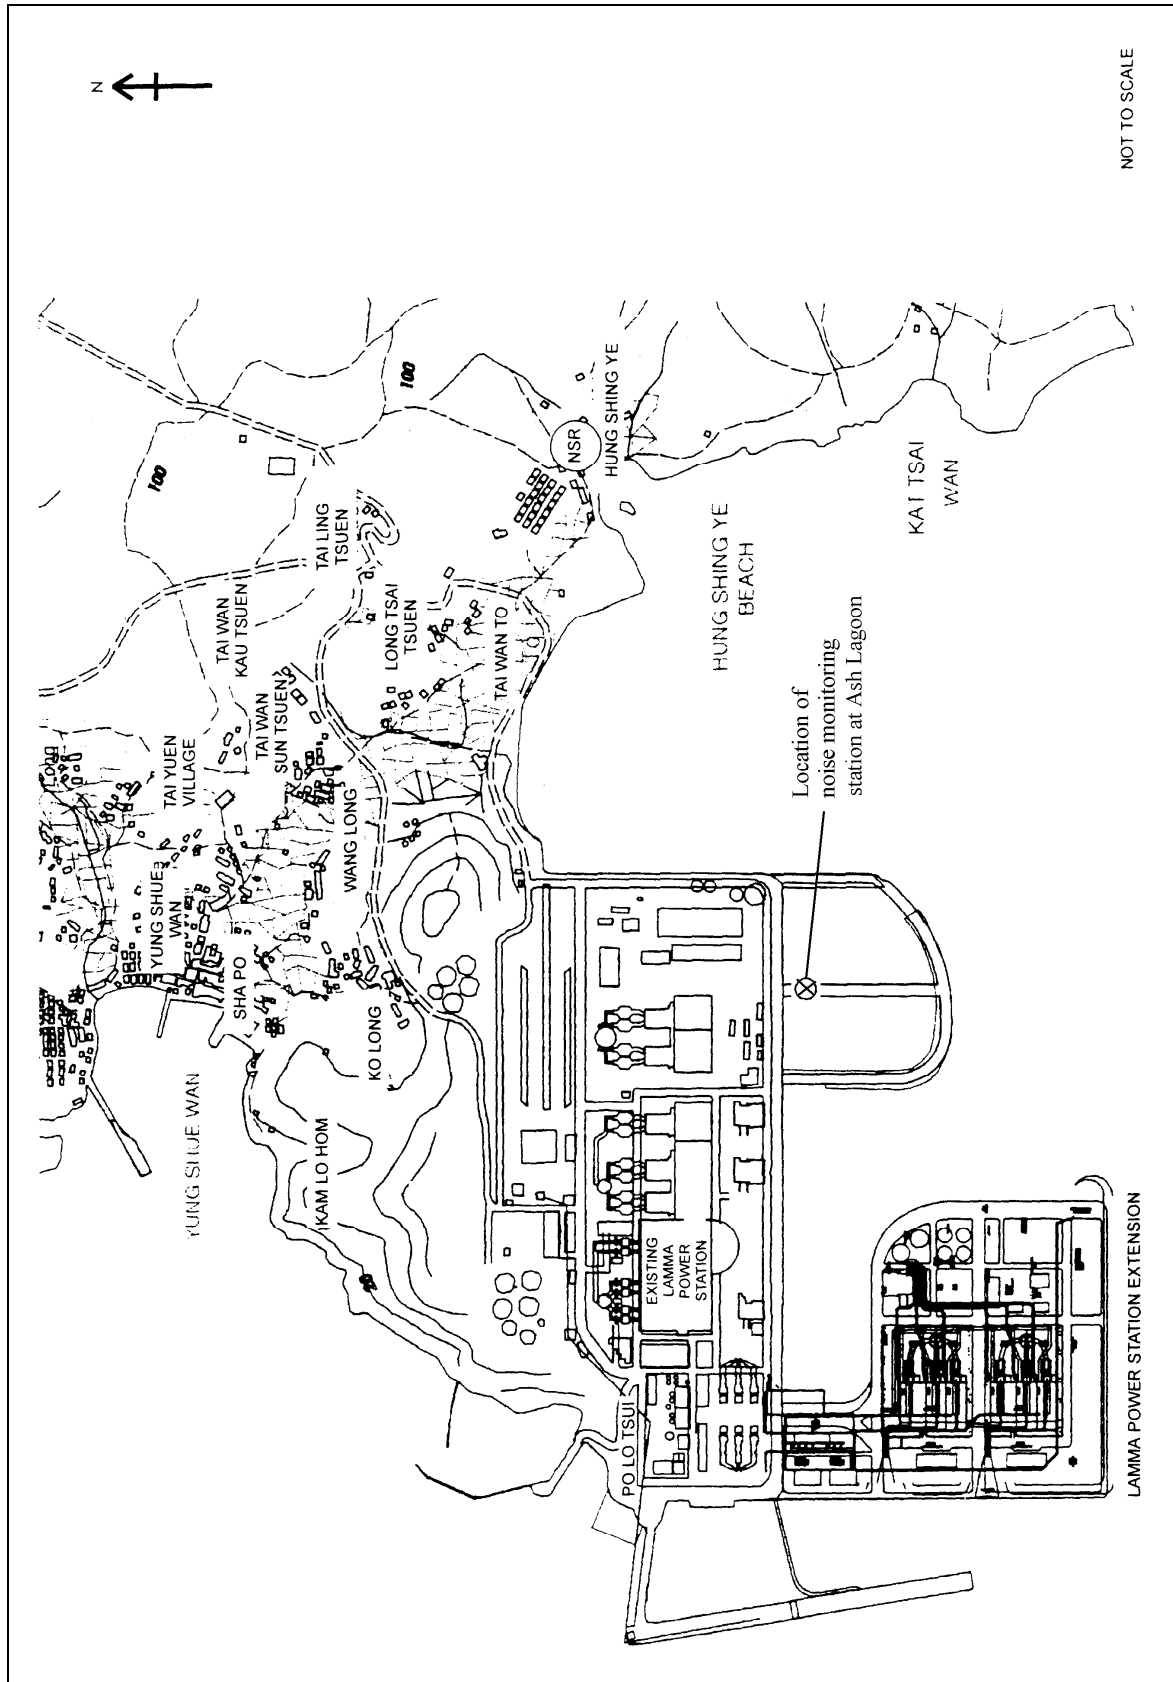 N
NOT TO SCALE
100
100
TAI LING
TSUEN
NSR
HUNG SHING YE
KAI TSAI
WAN
TAI WAN
KAU TSUEN
LONG TSAI
TSUEN
TAI WAN TO
HUNG SHING YE
BEACH
TAI YUEN
VILLAGE
TAI WAN
SUN TSUEN
WANG LONG
Location of
noise monitoring
station at Ash Lagoon
YUNG SHUE
WAN
SHA PO
KO LONG
YUNG SHUE WAN
KAM LO HOM
20
EXISTING
LAMMA
POWER
STATION
PO LO TSUI
LAMMA POWER STATION EXTENSION